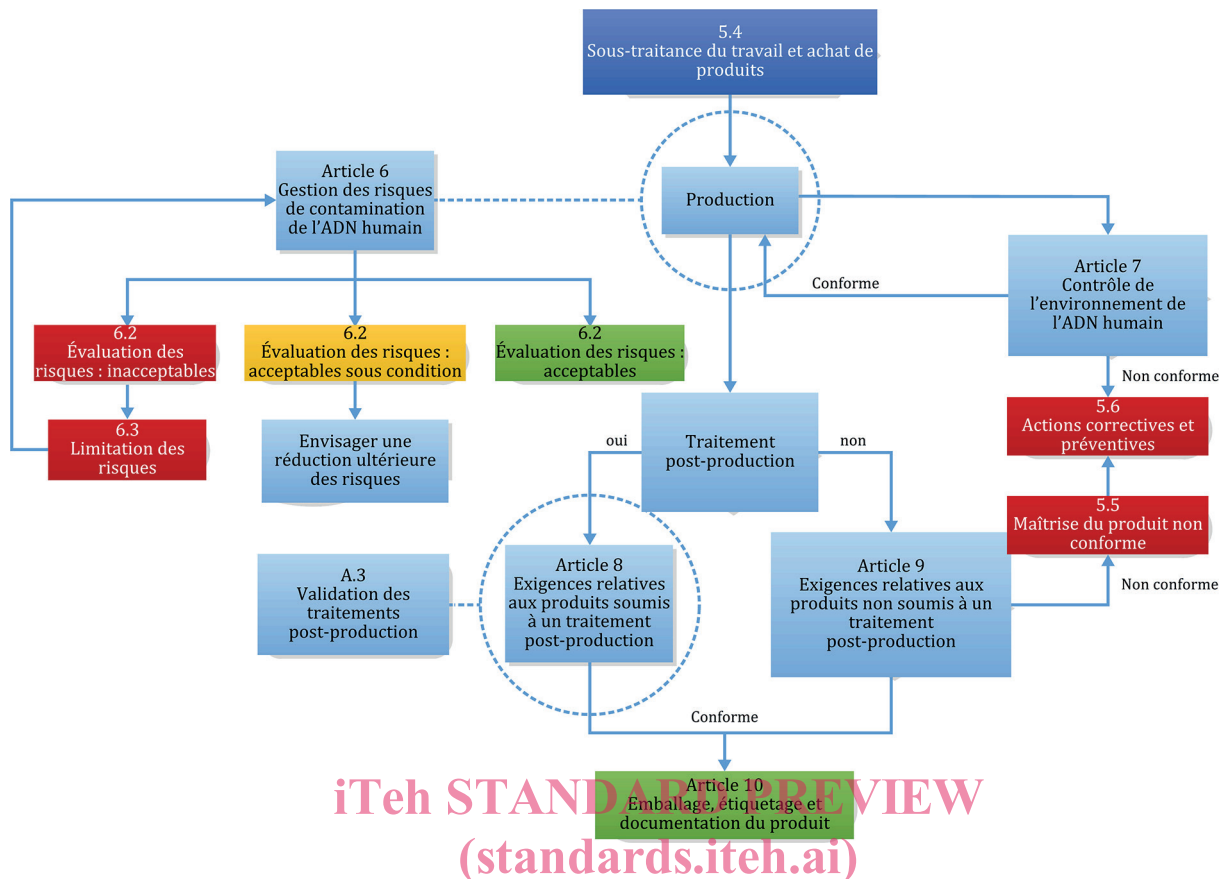 5.4
Sous-traitance du travail et achat de
produits
Article 6
Gestion des risques
de contamination
de l’ADN humain
Production
Article 7
Contrôle de
l’environnement de
l’ADN humain
Conforme
6.2
Évaluation des
risques : inacceptables
6.2
Évaluation des risques :
acceptables sous condition
6.2
Évaluation des risques :
acceptables
Non conforme
6.3
Limitation des
risques
Envisager une
réduction ultérieure
des risques
oui
Traitement
post-production
non
5.6
Actions correctives et
préventives
5.5
Maîtrise du produit non
conforme
A.3
Validation des
traitements
post-production
Article 8
Exigences relatives
aux produits soumis
à un traitement
post-production
Article 9
Exigences relatives aux
produits non soumis à un
traitement
post-production
Non conforme
Conforme
Article 10
Emballage, étiquetage et
documentation du produit
iTeh STANDARD PREVIEW
(standards.iteh.ai)